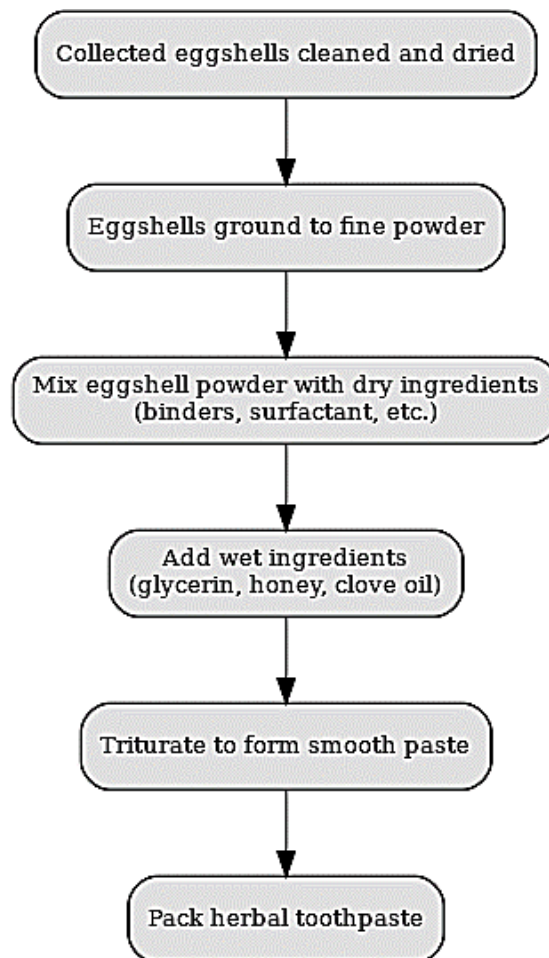 Collected eggshells cleaned and dried
Eggshells ground to fine powder
Mix eggshell powder with dry ingredients
(binders, surfactant, etc.)
Add wet ingredients
(glycerin, honey, clove oil)
Triturate to form smooth paste
Pack herbal toothpaste